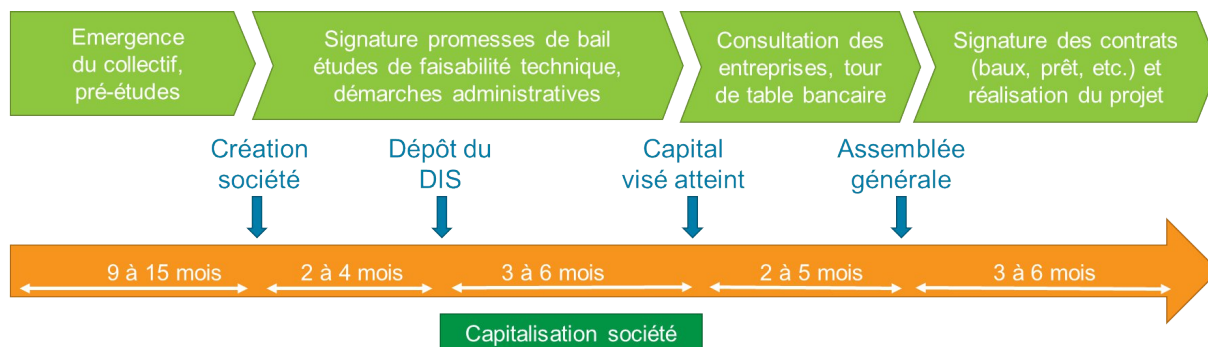 Emergence
du collectif,
pré-études
Signature promesses de bail
études de faisabilité technique,
démarches administratives
Consultation des
entreprises, tour
de table bancaire
Signature des contrats
(baux, prêt, etc.) et
réalisation du projet
Création
société
Dépôt du
DIS
Capital
visé atteint
Assemblée
générale
9 à 15 mois
2 à 4 mois
3 à 6 mois
2 à 5 mois
3 à 6 mois
Capitalisation société